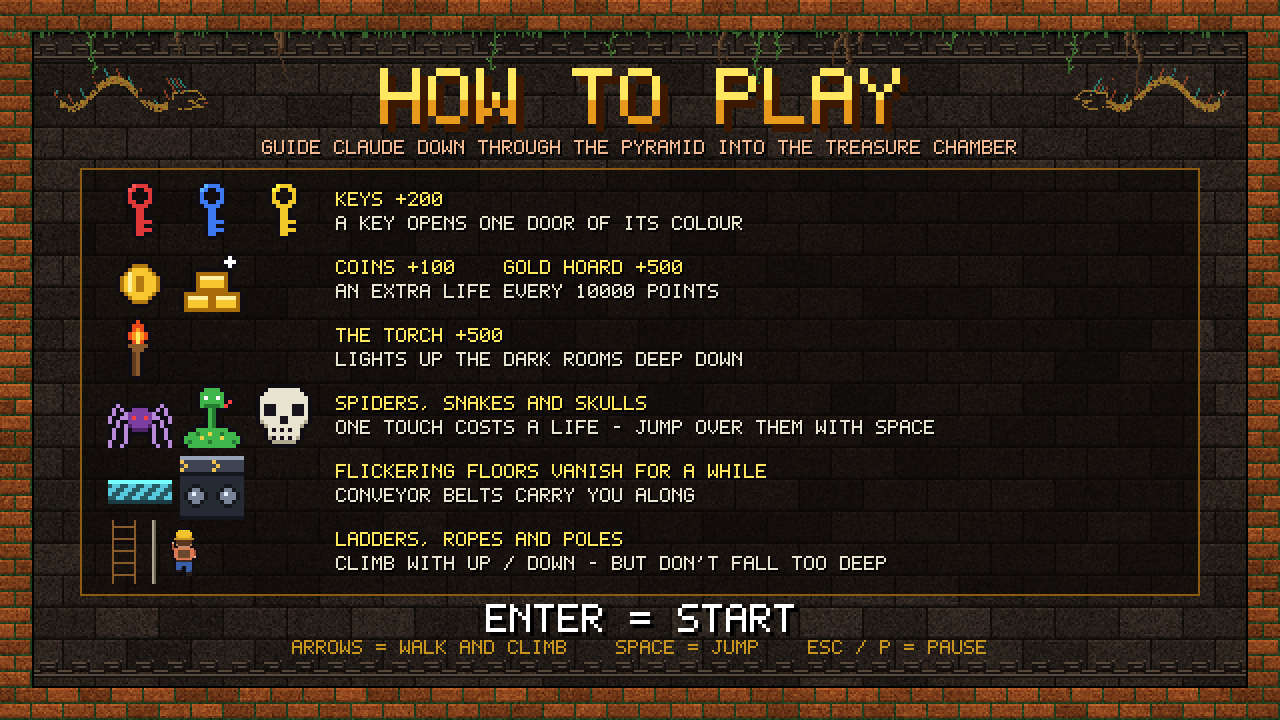 HOW TO PLAY
GUIDE CLAUDE DOWN THROUGH THE PYRAMID INTO THE TREASURE CHAMBER
KEYS +200
A KEY OPENS ONE DOOR OF ITS COLOUR
COINS +100 GOLD HOARD +500
AN EXTRA LIFE EVERY 10000 POINTS
THE TORCH +500
LIGHTS UP THE DARK ROOMS DEEP DOWN
SPIDERS, SNAKES AND SKULLS
ONE TOUCH COSTS A LIFE - JUMP OVER THEM WITH SPACE
FLICKERING FLOORS VANISH FOR A WHILE
CONVEYOR BELTS CARRY YOU ALONG
LADDERS, ROPES AND POLES
CLIMB WITH UP / DOWN - BUT DON'T FALL TOO DEEP
ENTER = START
ARROWS = WALK AND CLIMB SPACE = JUMP ESC / P = PAUSE